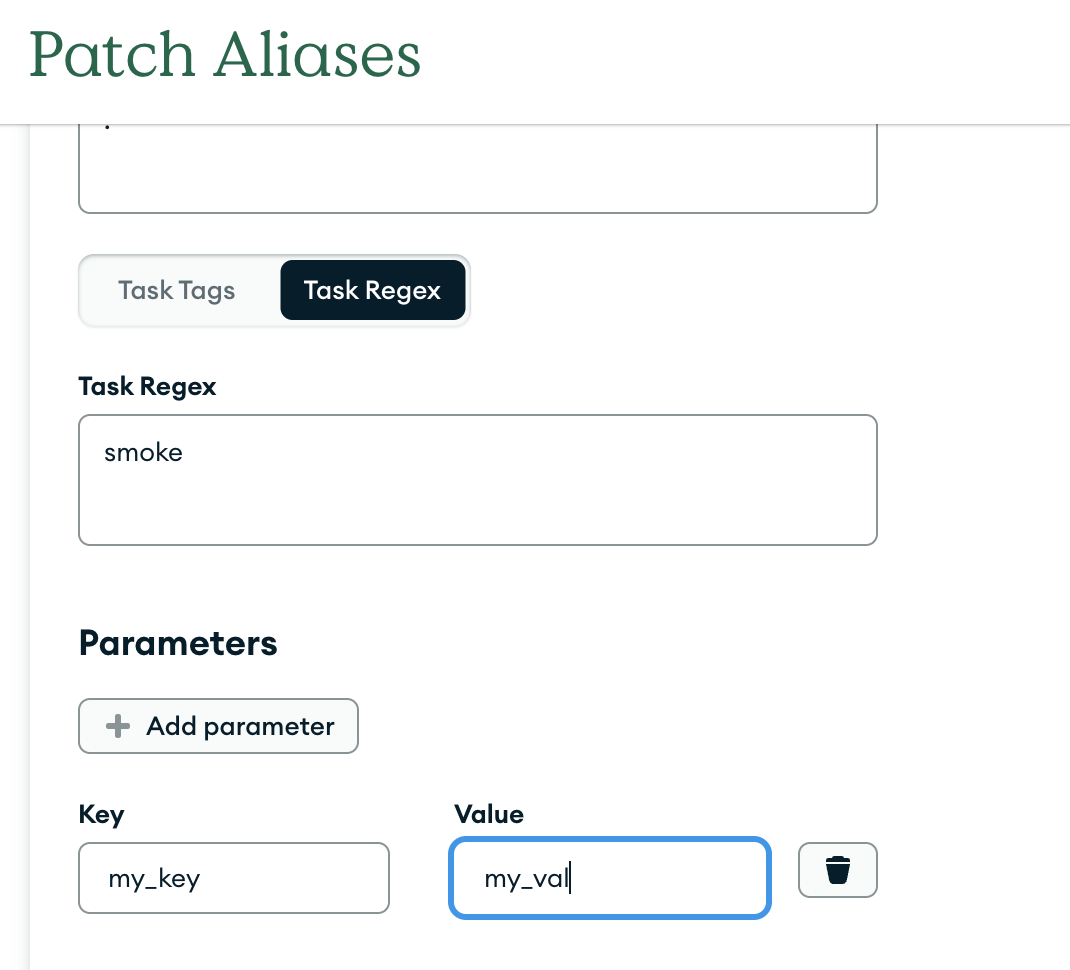 Patch Aliases
Task Tags
Task Regex
Task Regex
smoke
Parameters
Add parameter
Key
Value
my_key
my_val